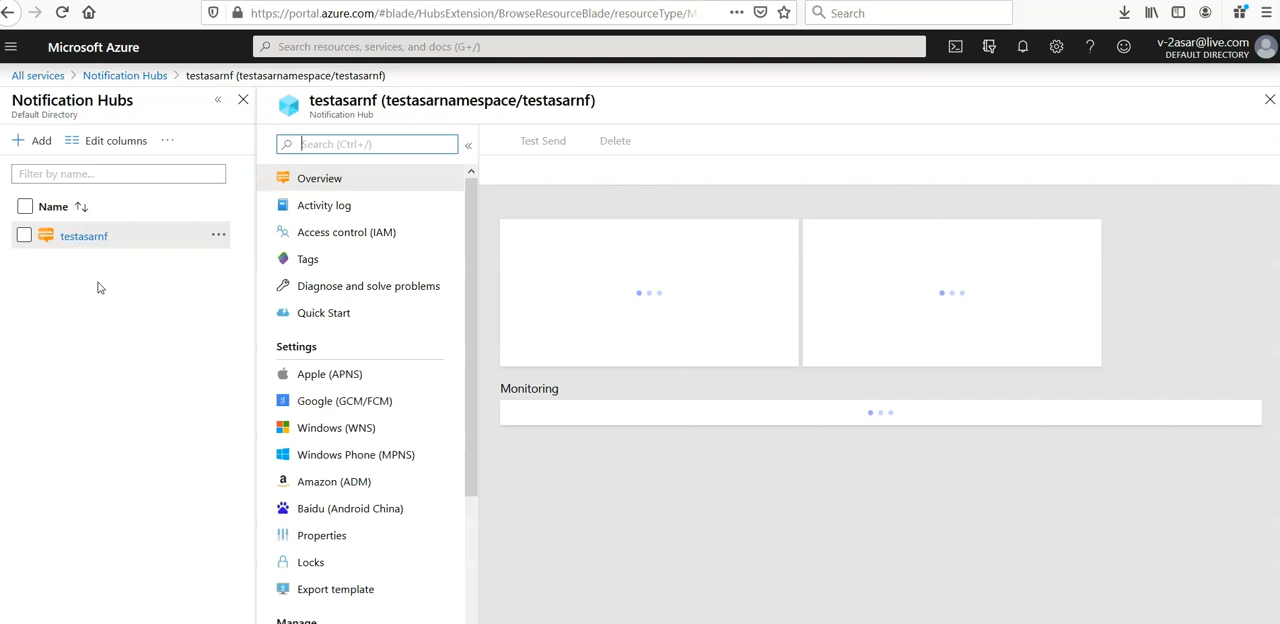 https://portal.azure.com/#blade/HubsExtension/BrowseResourceBlade/resourceType/M
Search
Microsoft Azure
Search resources, services, and docs (G+/)
v-2asar@live.com
DEFAULT DIRECTORY
All services > Notification Hubs > testasarnf (testasarnamespace/testasarnf)
Notification Hubs
Default Directory
testasarnf (testasarnamespace/testasarnf)
Notification Hub
Add
Edit columns
Search (Ctrl+/)
Test Send
Delete
Filter by name...
Name
testasarnf
Overview
Activity log
Access control (IAM)
Tags
Diagnose and solve problems
Quick Start
Settings
Apple (APNS)
Google (GCM/FCM)
Windows (WNS)
Windows Phone (MPNS)
Amazon (ADM)
Baidu (Android China)
Properties
Locks
Export template
Manage
Monitoring